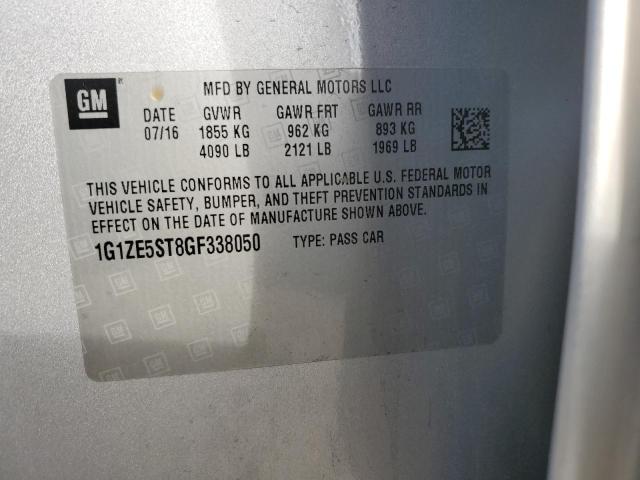 GM
MFD BY GENERAL MOTORS LLC
DATE GVWR GAWR FRT GAWR RR
07/16 1855 KG 962 KG 893 KG
4090 LB 2121 LB 1969 LB
THIS VEHICLE CONFORMS TO ALL APPLICABLE U.S. FEDERAL MOTOR
VEHICLE SAFETY, BUMPER, AND THEFT PREVENTION STANDARDS IN
EFFECT ON THE DATE OF MANUFACTURE SHOWN ABOVE.
1G1ZE5ST8GF338050 TYPE: PASS CAR